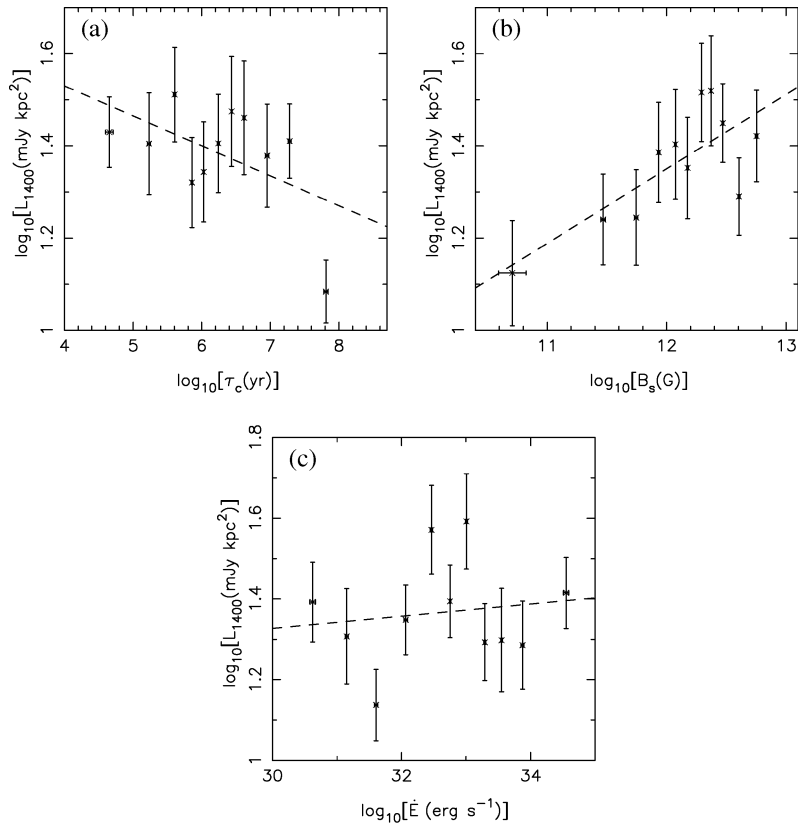 (a)
1.6
1.4
1.2
1
log₁₀[L₁₄₀₀(mJy kpc²)]
4 5 6 7 8
log₁₀[τ_c(yr)]
(b)
1.6
1.4
1.2
1
log₁₀[L₁₄₀₀(mJy kpc²)]
11 12 13
log₁₀[B_s(G)]
(c)
1.8
1.6
1.4
1.2
1
log₁₀[L₁₄₀₀(mJy kpc²)]
30 32 34
log₁₀[Ė (erg s⁻¹)]